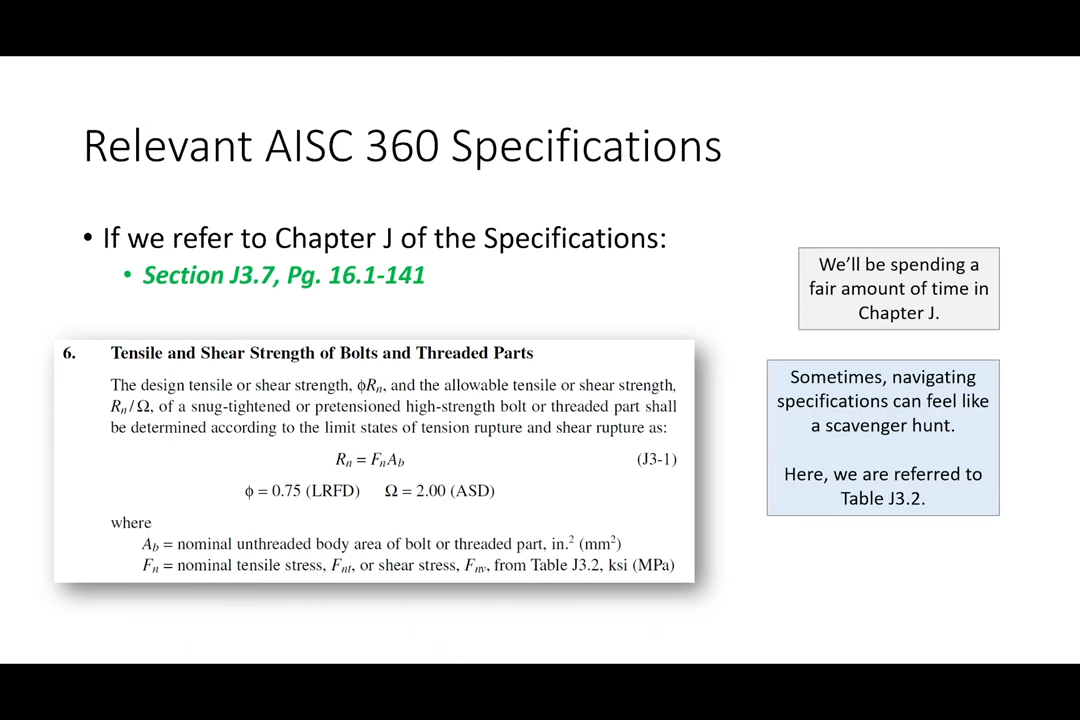 Relevant AISC 360 Specifications
• If we refer to Chapter J of the Specifications:
• Section J3.7, Pg. 16.1-141
We’ll be spending a
fair amount of time in
Chapter J.
6. Tensile and Shear Strength of Bolts and Threaded Parts
The design tensile or shear strength, ϕRn, and the allowable tensile or shear strength,
Rn/Ω, of a snug-tightened or pretensioned high-strength bolt or threaded part shall
be determined according to the limit states of tension rupture and shear rupture as:
Rn = FnAb (J3-1)
ϕ = 0.75 (LRFD) Ω = 2.00 (ASD)
where
Ab = nominal unthreaded body area of bolt or threaded part, in.² (mm²)
Fn = nominal tensile stress, Fnt, or shear stress, Fnv, from Table J3.2, ksi (MPa)
Sometimes, navigating
specifications can feel like
a scavenger hunt.
Here, we are referred to
Table J3.2.